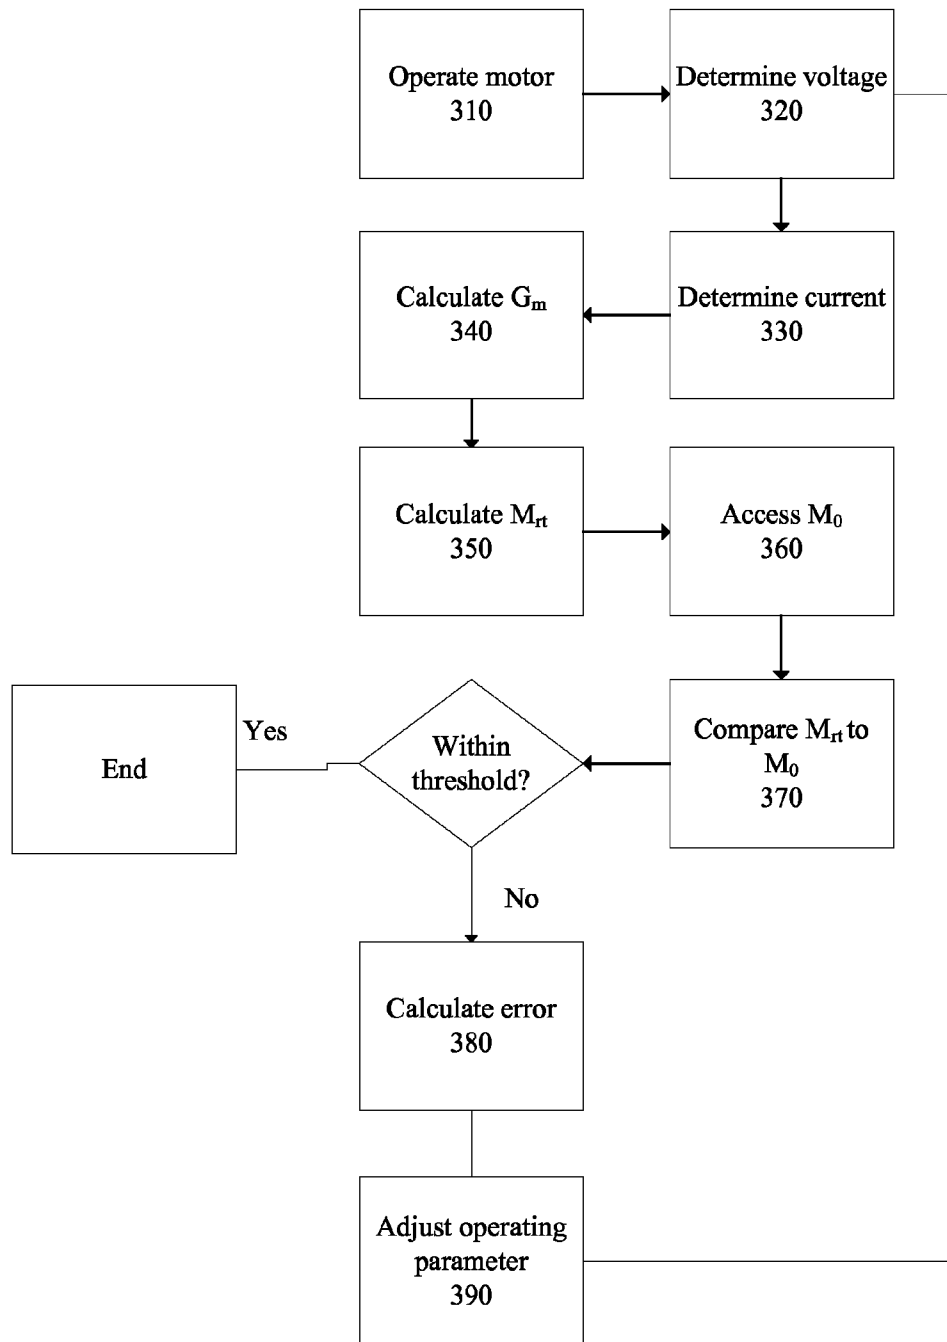 Operate motor
310
Determine voltage
320
Calculate Gm
340
Determine current
330
Calculate Mrt
350
Access M0
360
End
Yes
Within
threshold?
Compare Mrt to
M0
370
No
Calculate error
380
Adjust operating
parameter
390